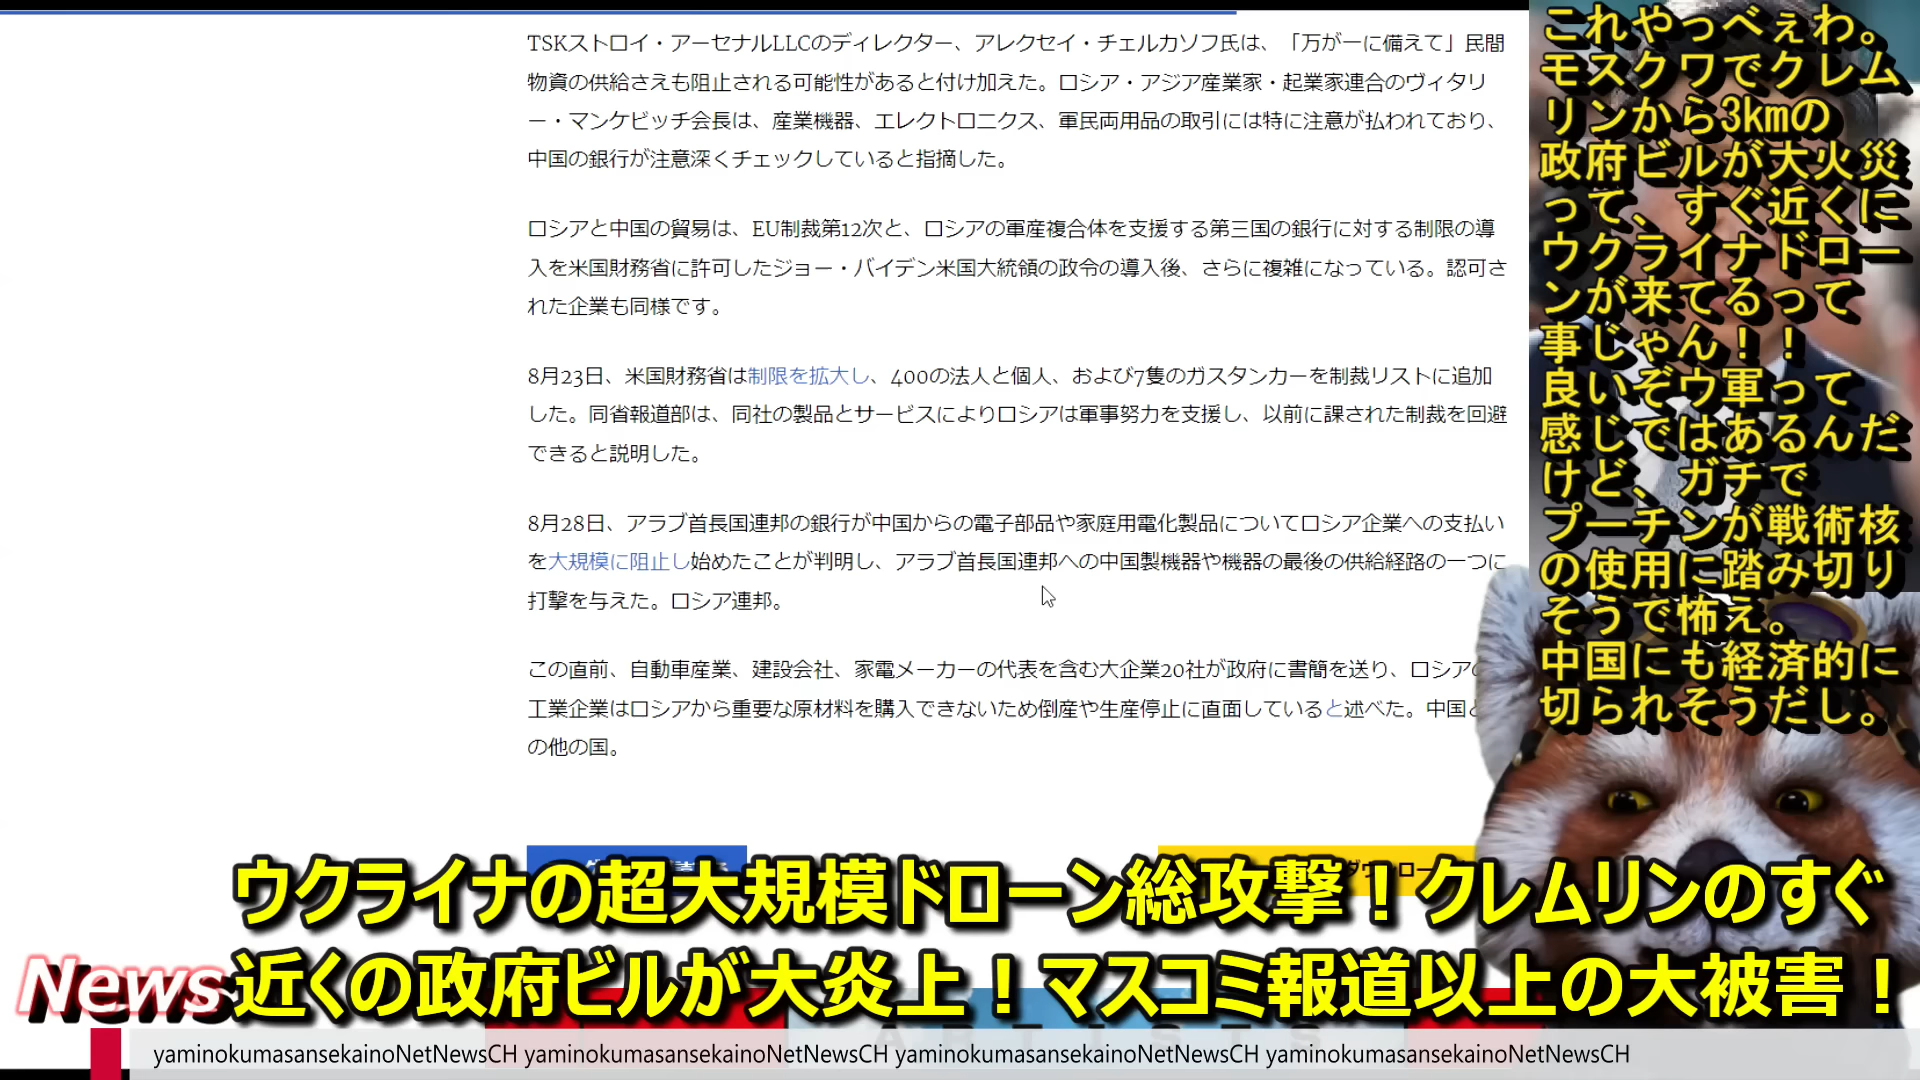 TSKストロイ・アーセナルLLCのディレクター、アレクセイ・チェルカソフ氏は、「万が一に備えて」民間
物資の供給さえも阻止される可能性があると付け加えた。ロシア・アジア産業家・起業家連合のヴィタリ
ー・マンケビッチ会長は、産業機器、エレクトロニクス、軍民両用品の取引には特に注意が払われており、
中国の銀行が注意深くチェックしていると指摘した。
ロシアと中国の貿易は、EU制裁第12次と、ロシアの軍産複合体を支援する第三国の銀行に対する制限の導
入を米国財務省に許可したジョー・バイデン米国大統領の政令の導入後、さらに複雑になっている。認可さ
れた企業も同様です。
8月23日、米国財務省は制限を拡大し、400の法人と個人、および7隻のガスタンカーを制裁リストに追加
した。同省報道部は、同社の製品とサービスによりロシアは軍事努力を支援し、以前に課された制裁を回避
できると説明した。
8月28日、アラブ首長国連邦の銀行が中国からの電子部品や家庭用電化製品についてロシア企業への支払い
を大規模に阻止し始めたことが判明し、アラブ首長国連邦への中国製機器や機器の最後の供給経路の一つに
打撃を与えた。ロシア連邦。
この直前、自動車産業、建設会社、家電メーカーの代表を含む大企業20社が政府に書簡を送り、ロシアの
工業企業はロシアから重要な原材料を購入できないため倒産や生産停止に直面していると述べた。中国と
の他の国。
これやっべぇわ。
モスクワでクレム
リンから3kmの
政府ビルが大火災
って、すぐ近くに
ウクライナドロー
ンが来てるって
事じゃん！！
良いぞウ軍って
感じではあるんだ
けど、ガチで
プーチンが戦術核
の使用に踏み切り
そうで怖え。
中国にも経済的に
切られそうだし。
ウクライナの超大規模ドローン総攻撃！クレムリンのすぐ
News 近くの政府ビルが大炎上！マスコミ報道以上の大被害！
ARTISTS
yaminokumasansekainoNetNewsCH yaminokumasansekainoNetNewsCH yaminokumasansekainoNetNewsCH yaminokumasansekainoNetNewsCH